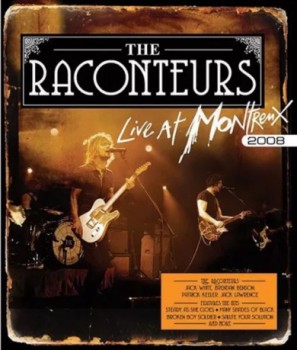 THE
RACONTEURS
Live AT MONTREUX
2008
THE RACONTEURS
JACK WHITE, BRENDAN BENSON,
PATRICK KEELER, JACK LAWRENCE
FEATURES THE HITS
STEADY AS SHE GOES • MANY SHADES OF BLACK
BROKEN BOY SOLDIER • SALUTE YOUR SOLUTION
AND MORE